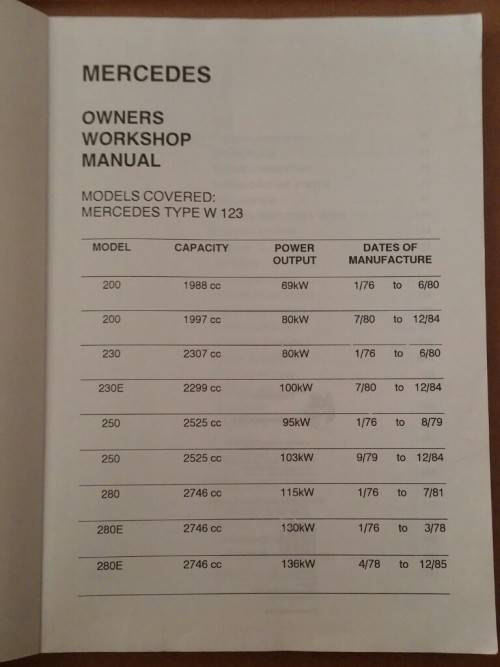 MERCEDES
OWNERS
WORKSHOP
MANUAL
MODELS COVERED:
MERCEDES TYPE W 123
MODEL CAPACITY POWER OUTPUT DATES OF MANUFACTURE
200 1988 cc 69kW 1/76 to 6/80
200 1997 cc 80kW 7/80 to 12/84
230 2307 cc 80kW 1/76 to 6/80
230E 2299 cc 100kW 7/80 to 12/84
250 2525 cc 95kW 1/76 to 8/79
250 2525 cc 103kW 9/79 to 12/84
280 2746 cc 115kW 1/76 to 7/81
280E 2746 cc 130kW 1/76 to 3/78
280E 2746 cc 136kW 4/78 to 12/85